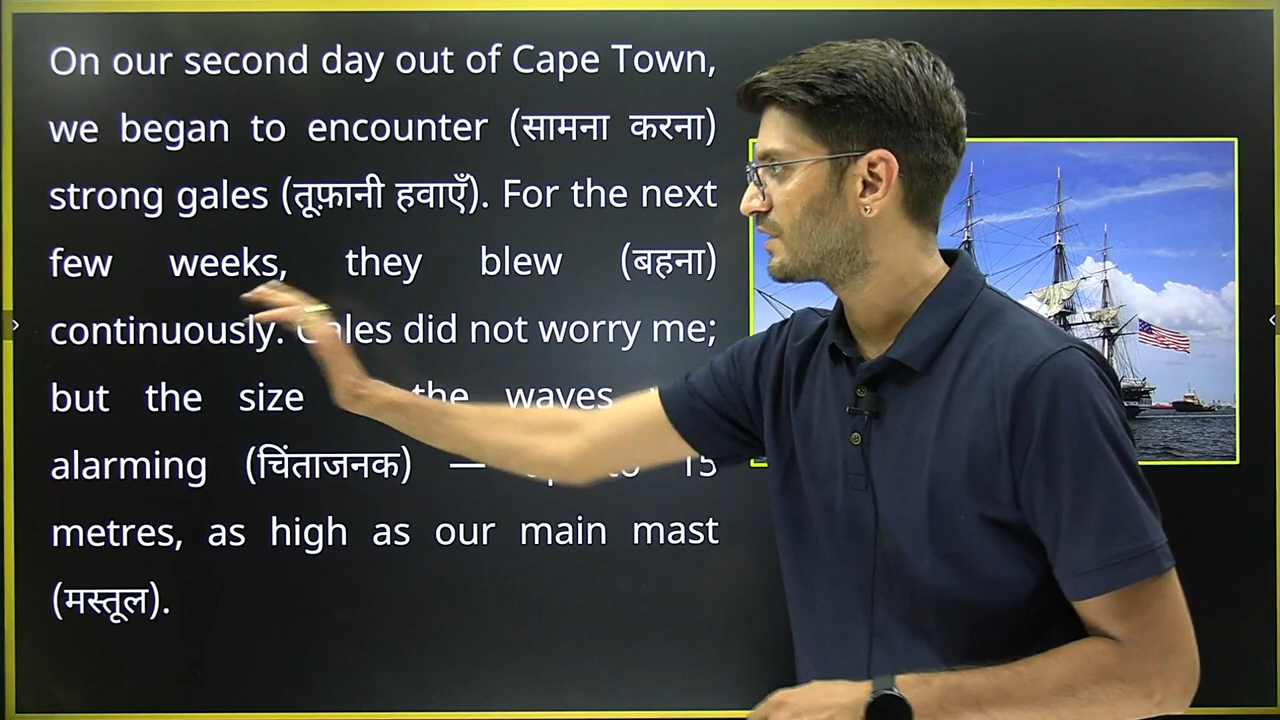 On our second day out of Cape Town,
we began to encounter (सामना करना)
strong gales (तूफ़ानी हवाएँ). For the next
few weeks, they blew (बहना)
continuously. Gales did not worry me;
but the size the waves
alarming (चिंताजनक) — to 15
metres, as high as our main mast
(मस्तूल).